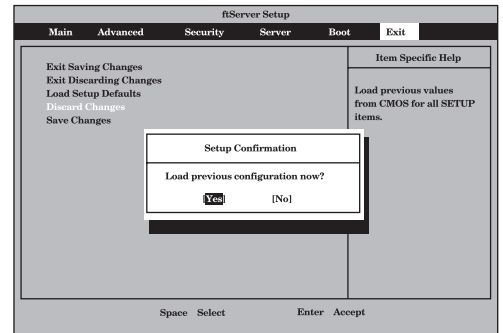 ftServer Setup
Main Advanced Security Server Boot Exit
Exit Saving Changes
Exit Discarding Changes
Load Setup Defaults
Discard Changes
Save Changes
Item Specific Help
Load previous values
from CMOS for all SETUP
items.
Setup Confirmation
Load previous configuration now?
[Yes] [No]
Space Select Enter Accept